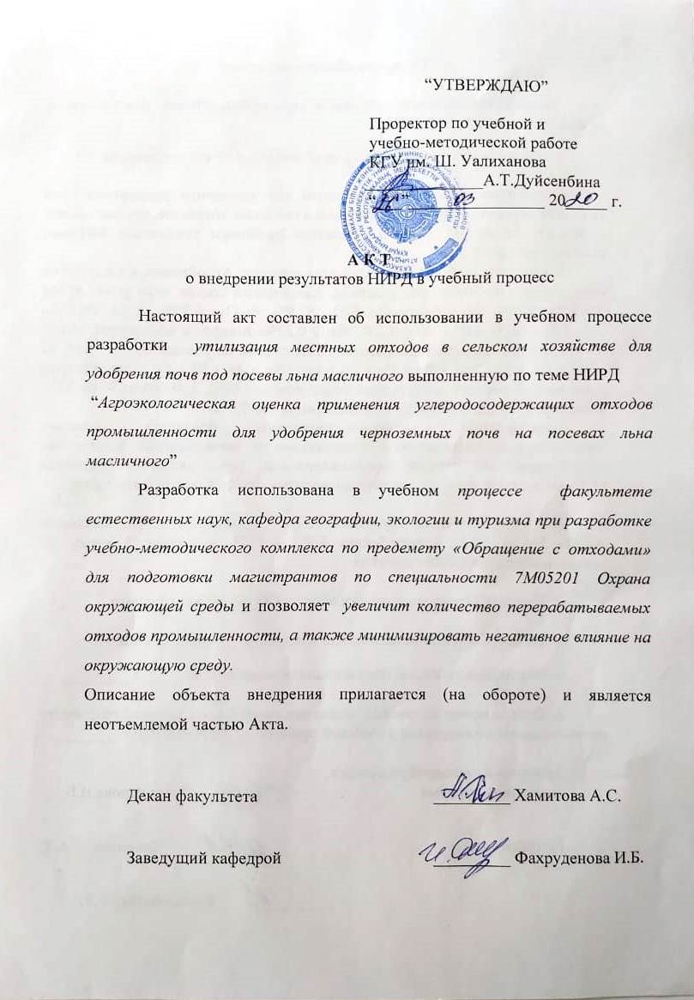 “УТВЕРЖДАЮ”
Проректор по учебной и
учебно-методической работе
КГУ им. Ш. Уалиханова
А.Т.Дуйсенбина
“ ” 03 2020 г.
А К Т
о внедрении результатов НИРД в учебный процесс
Настоящий акт составлен об использовании в учебном процессе
разработки утилизация местных отходов в сельском хозяйстве для
удобрения почв под посевы льна масличного выполненную по теме НИРД
“Агроэкологическая оценка применения углеродосодержащих отходов
промышленности для удобрения черноземных почв на посевах льна
масличного”
Разработка использована в учебном процессе факультете
естественных наук, кафедра географии, экологии и туризма при разработке
учебно-методического комплекса по предемету «Обращение с отходами»
для подготовки магистрантов по специальности 7М05201 Охрана
окружающей среды и позволяет увеличит количество перерабатываемых
отходов промышленности, а также минимизировать негативное влияние на
окружающую среду.
Описание объекта внедрения прилагается (на обороте) и является
неотъемлемой частью Акта.
Декан факультета Хамитова А.С.
Заведущий кафедрой Фахруденова И.Б.